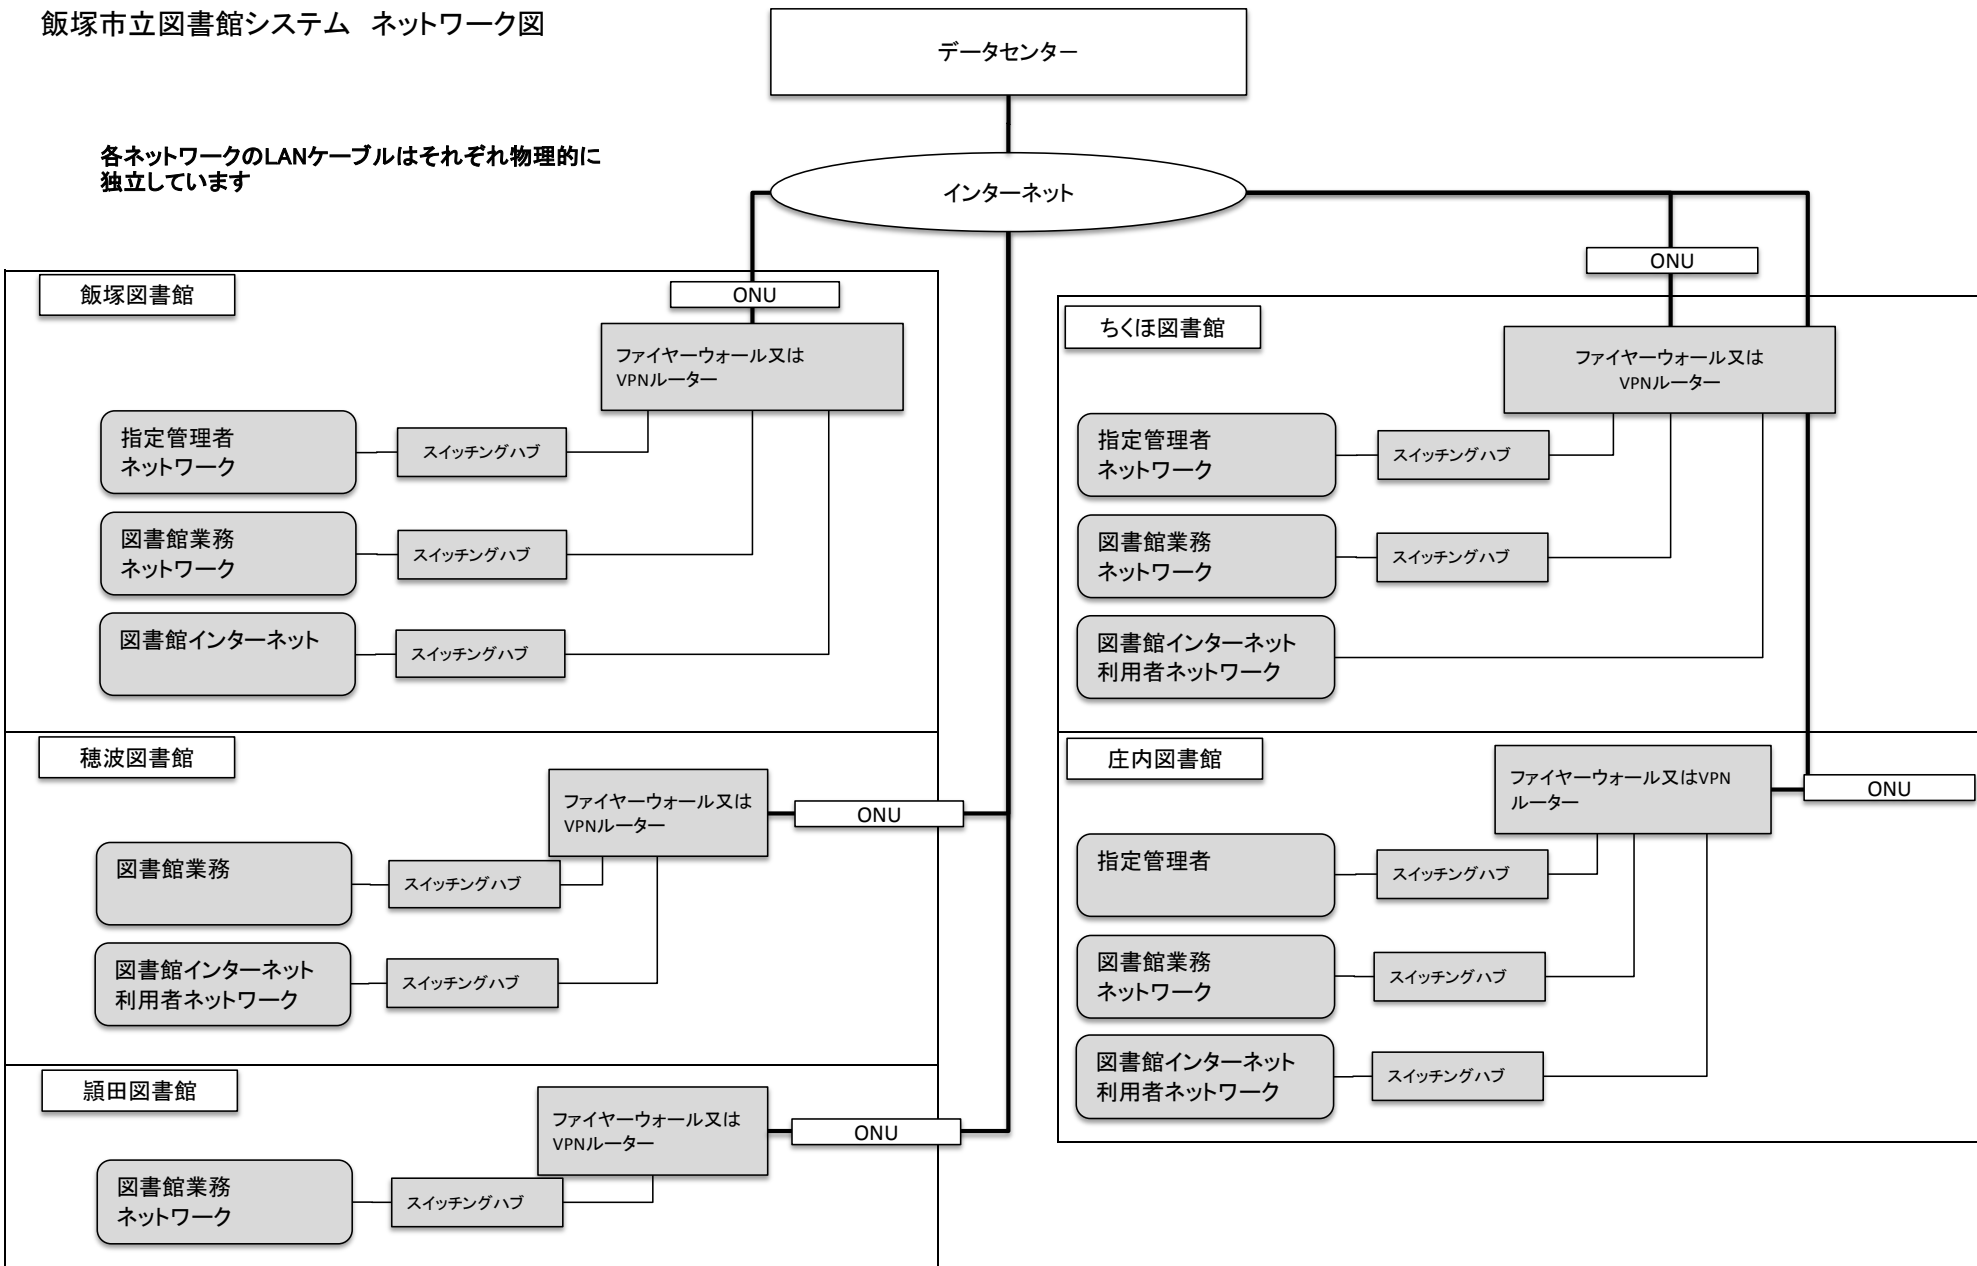 飯塚市立図書館システム ネットワーク図
データセンター
各ネットワークのLANケーブルはそれぞれ物理的に
独立しています
インターネット
飯塚図書館
ONU
ファイヤーウォール又は
VPNルーター
指定管理者
ネットワーク
スイッチングハブ
図書館業務
ネットワーク
スイッチングハブ
図書館インターネット
スイッチングハブ
穂波図書館
ファイヤーウォール又は
VPNルーター
ONU
図書館業務
スイッチングハブ
図書館インターネット
利用者ネットワーク
スイッチングハブ
頴田図書館
ファイヤーウォール又は
VPNルーター
ONU
図書館業務
ネットワーク
スイッチングハブ
ONU
ちくほ図書館
ファイヤーウォール又は
VPNルーター
指定管理者
ネットワーク
スイッチングハブ
図書館業務
ネットワーク
スイッチングハブ
図書館インターネット
利用者ネットワーク
庄内図書館
ファイヤーウォール又はVPN
ルーター
ONU
指定管理者
スイッチングハブ
図書館業務
ネットワーク
スイッチングハブ
図書館インターネット
利用者ネットワーク
スイッチングハブ